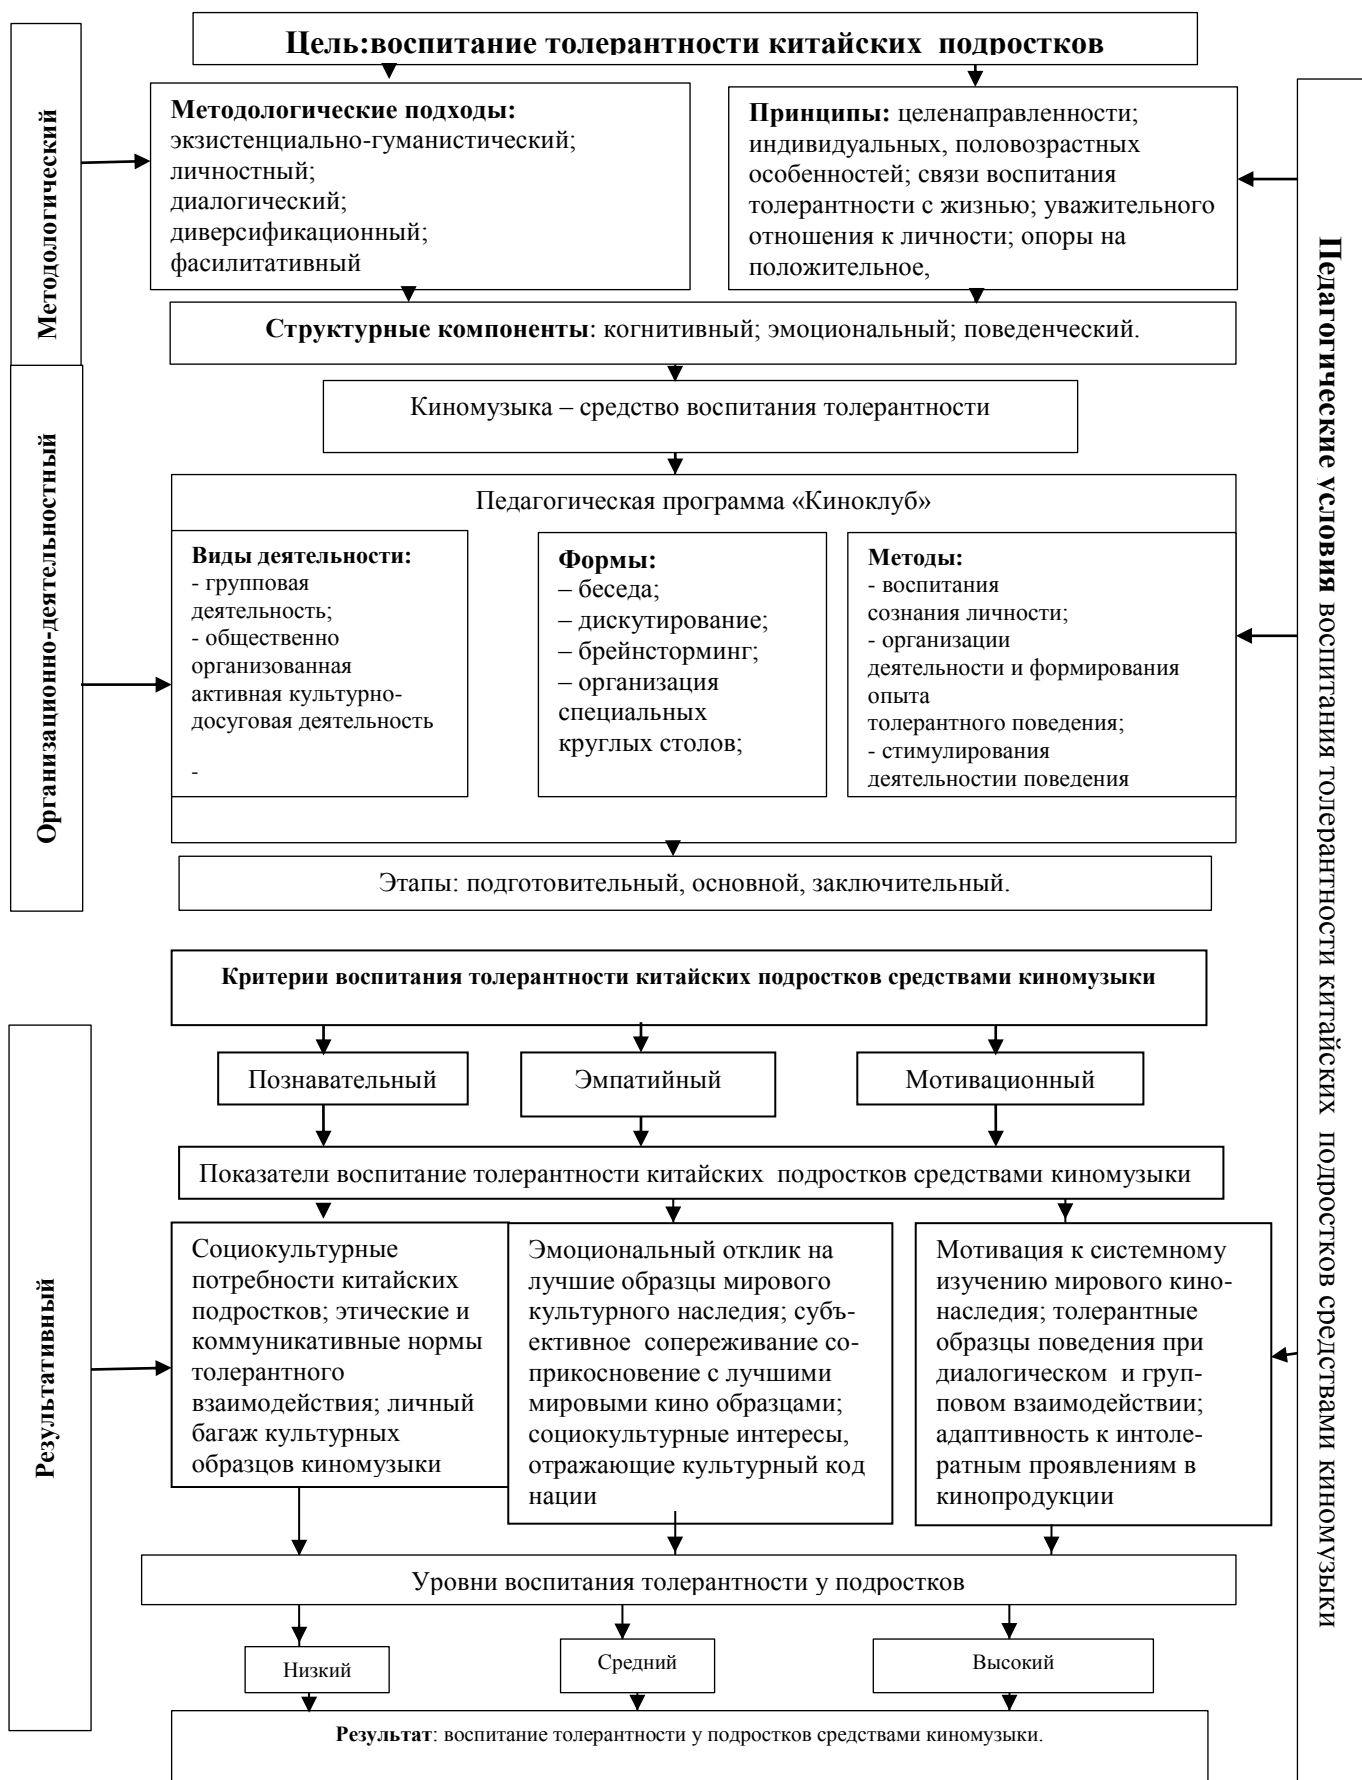 Цель:воспитание толерантности китайских подростков
Методологический
Методологические подходы:
экзистенциально-гуманистический;
личностный;
диалогический;
диверсификационный;
фасилитативный
Принципы: целенаправленности;
индивидуальных, половозрастных
особенностей; связи воспитания
толерантности с жизнью; уважительного
отношения к личности; опоры на
положительное,
Структурные компоненты: когнитивный; эмоциональный; поведенческий.
Педагогические условия воспитания толерантности китайских подростков средствами киномузыки
Организационно-деятельностный
Киномузыка – средство воспитания толерантности
Педагогическая программа «Киноклуб»
Виды деятельности:
- групповая
деятельность;
- общественно
организованная
активная культурно-
досуговая деятельность
-
Формы:
– беседа;
– дискутирование;
– брейнсторминг;
– организация
специальных
круглых столов;
Методы:
- воспитания
сознания личности;
- организации
деятельности и формирования
опыта
толерантного поведения;
- стимулирования
деятельностии поведения
Этапы: подготовительный, основной, заключительный.
Результативный
Критерии воспитания толерантности китайских подростков средствами киномузыки
Познавательный
Эмпатийный
Мотивационный
Показатели воспитание толерантности китайских подростков средствами киномузыки
Социокультурные
потребности китайских
подростков; этические и
коммуникативные нормы
толерантного
взаимодействия; личный
багаж культурных
образцов киномузыки
Эмоциональный отклик на
лучшие образцы мирового
культурного наследия; субъ-
ективное сопереживание со-
прикосновение с лучшими
мировыми кино образцами;
социокультурные интересы,
отражающие культурный код
нации
Мотивация к системному
изучению мирового кино-
наследия; толерантные
образцы поведения при
диалогическом и груп-
повом взаимодействии;
адаптивность к интоле-
ратным проявлениям в
кинопродукции
Уровни воспитания толерантности у подростков
Низкий
Средний
Высокий
Результат: воспитание толерантности у подростков средствами киномузыки.